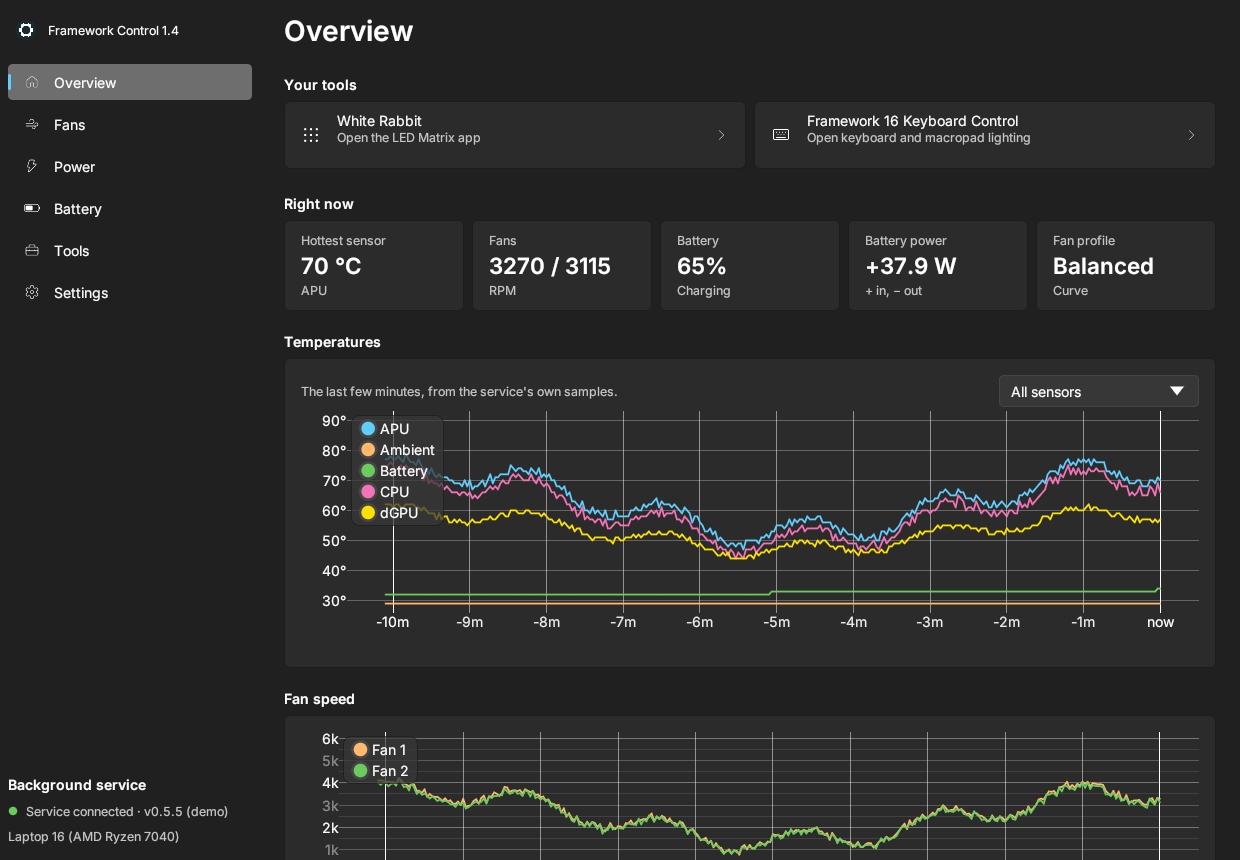 Framework Control 1.4
Overview
Fans
Power
Battery
Tools
Settings
Background service
Service connected · v0.5.5 (demo)
Laptop 16 (AMD Ryzen 7040)
Overview
Your tools
White Rabbit
Open the LED Matrix app
Framework 16 Keyboard Control
Open keyboard and macropad lighting
Right now
Hottest sensor
70 °C
APU
Fans
3270 / 3115
RPM
Battery
65%
Charging
Battery power
+37.9 W
+ in, − out
Fan profile
Balanced
Curve
Temperatures
The last few minutes, from the service's own samples.
All sensors
90°
80°
70°
60°
50°
40°
30°
APU
Ambient
Battery
CPU
dGPU
-10m -9m -8m -7m -6m -5m -4m -3m -2m -1m now
Fan speed
6k
5k
4k
3k
2k
1k
Fan 1
Fan 2